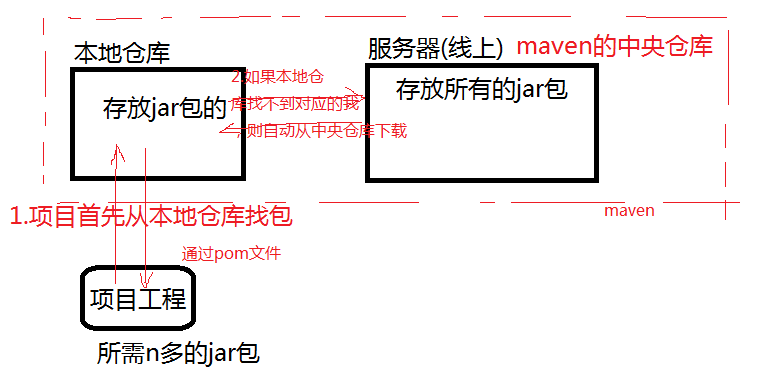 本地仓库
服务器(线上) maven的中央仓库
存放jar包的
2.如果本地仓
库找不到对应的我
则自动从中央仓库下载
存放所有的jar包
maven
1.项目首先从本地仓库找包
通过pom文件
项目工程
所需n多的jar包